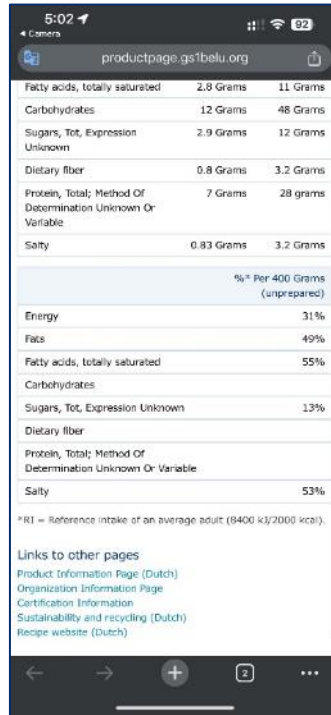 5:02
92
◀ Camera
productpage.gs1belu.org
Fatty acids, totally saturated 2.8 Grams 11 Grams
Carbohydrates 12 Grams 48 Grams
Sugars, Tot, Expression 2.9 Grams 12 Grams
Unknown
Dietary fiber 0.8 Grams 3.2 Grams
Protein, Total; Method Of 7 Grams 28 grams
Determination Unknown Or
Variable
Salty 0.83 Grams 3.2 Grams
%* Per 400 Grams
(unprepared)
Energy 31%
Fats 49%
Fatty acids, totally saturated 55%
Carbohydrates
Sugars, Tot, Expression Unknown 13%
Dietary fiber
Protein, Total; Method Of
Determination Unknown Or Variable
Salty 53%
*RI = Reference intake of an average adult (8400 kJ/2000 kcal).
Links to other pages
Product Information Page (Dutch)
Organization Information Page
Certification Information
Sustainability and recycling (Dutch)
Recipe website (Dutch)
2